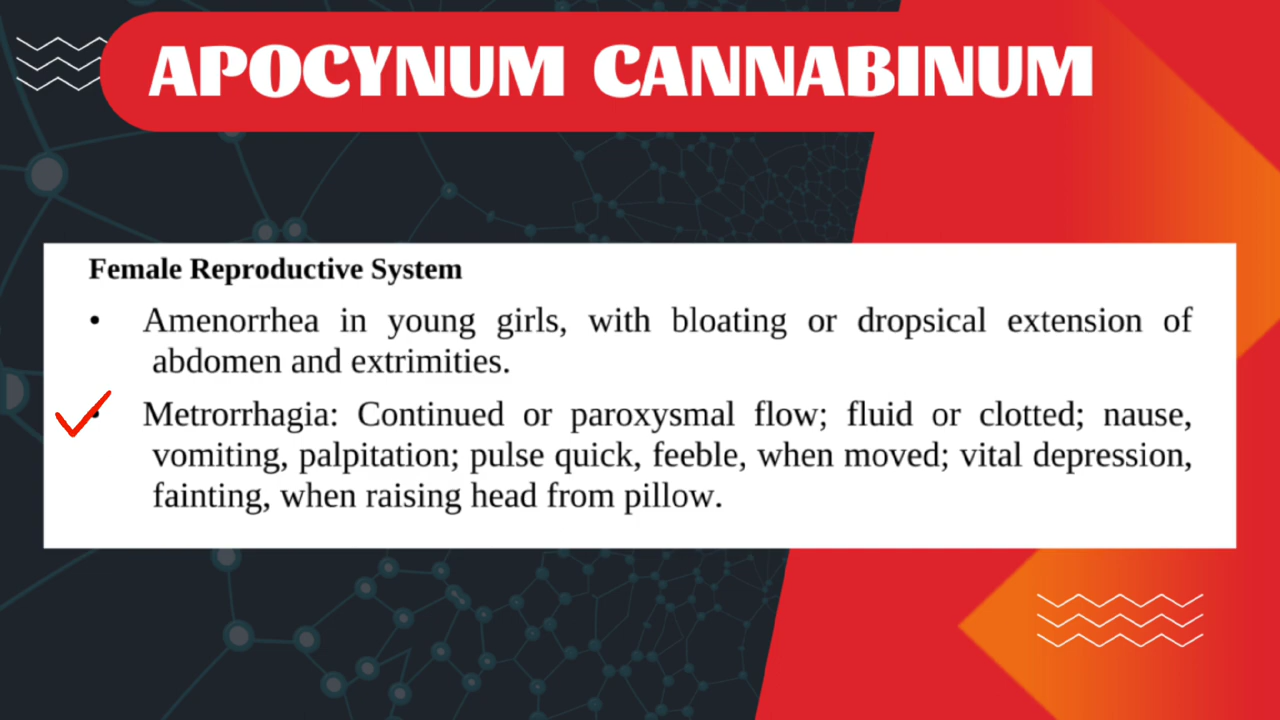 APOCYNUM CANNABINUM
Female Reproductive System
• Amenorrhea in young girls, with bloating or dropsical extension of
abdomen and extrimities.
• Metrorrhagia: Continued or paroxysmal flow; fluid or clotted; nause,
vomiting, palpitation; pulse quick, feeble, when moved; vital depression,
fainting, when raising head from pillow.